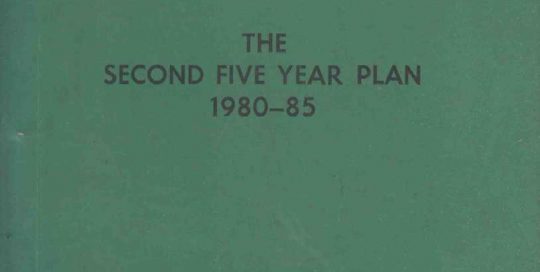 THE
SECOND FIVE YEAR PLAN
1980–85